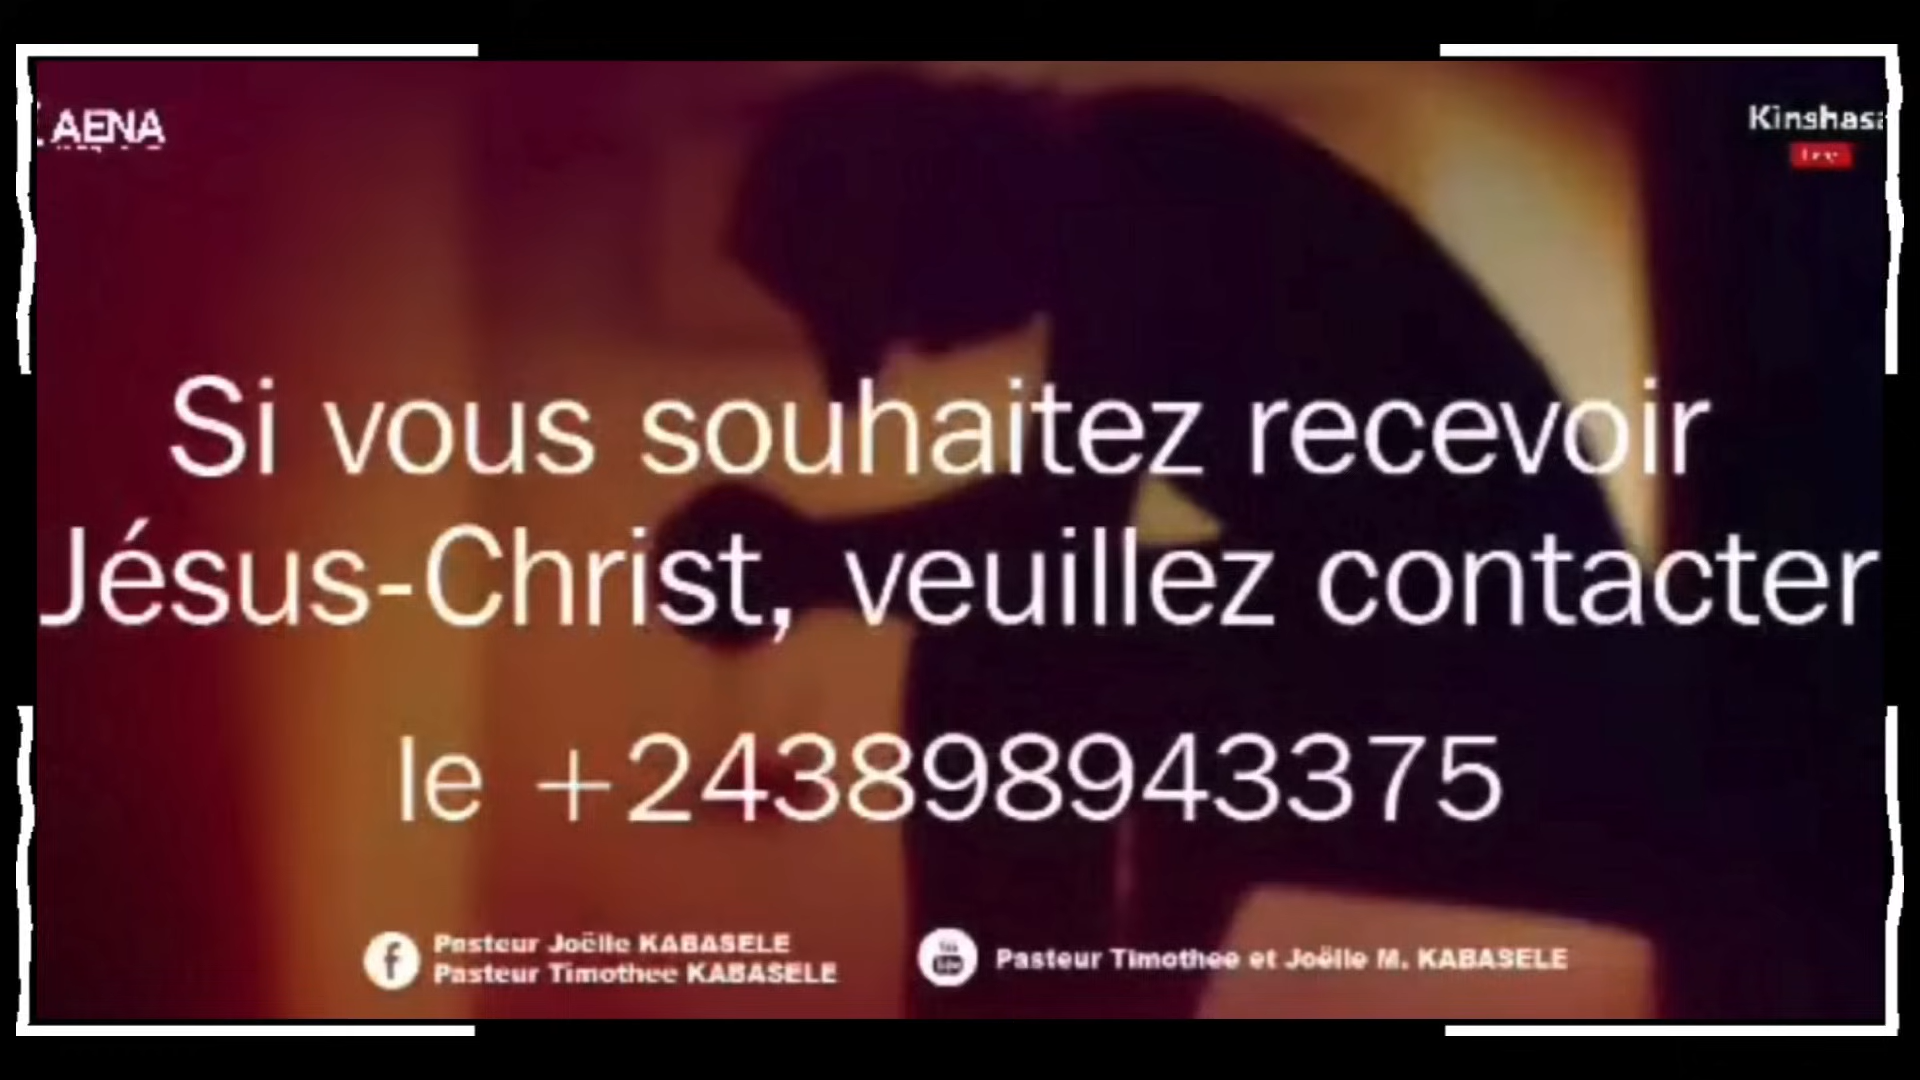 AENA
Kinshasa
Si vous souhaitez recevoir
Jésus-Christ, veuillez contacter
le +243898943375
Pasteur Joëlle KABASELE
Pasteur Timothee KABASELE
Pasteur Timothee et Joëlle M. KABASELE